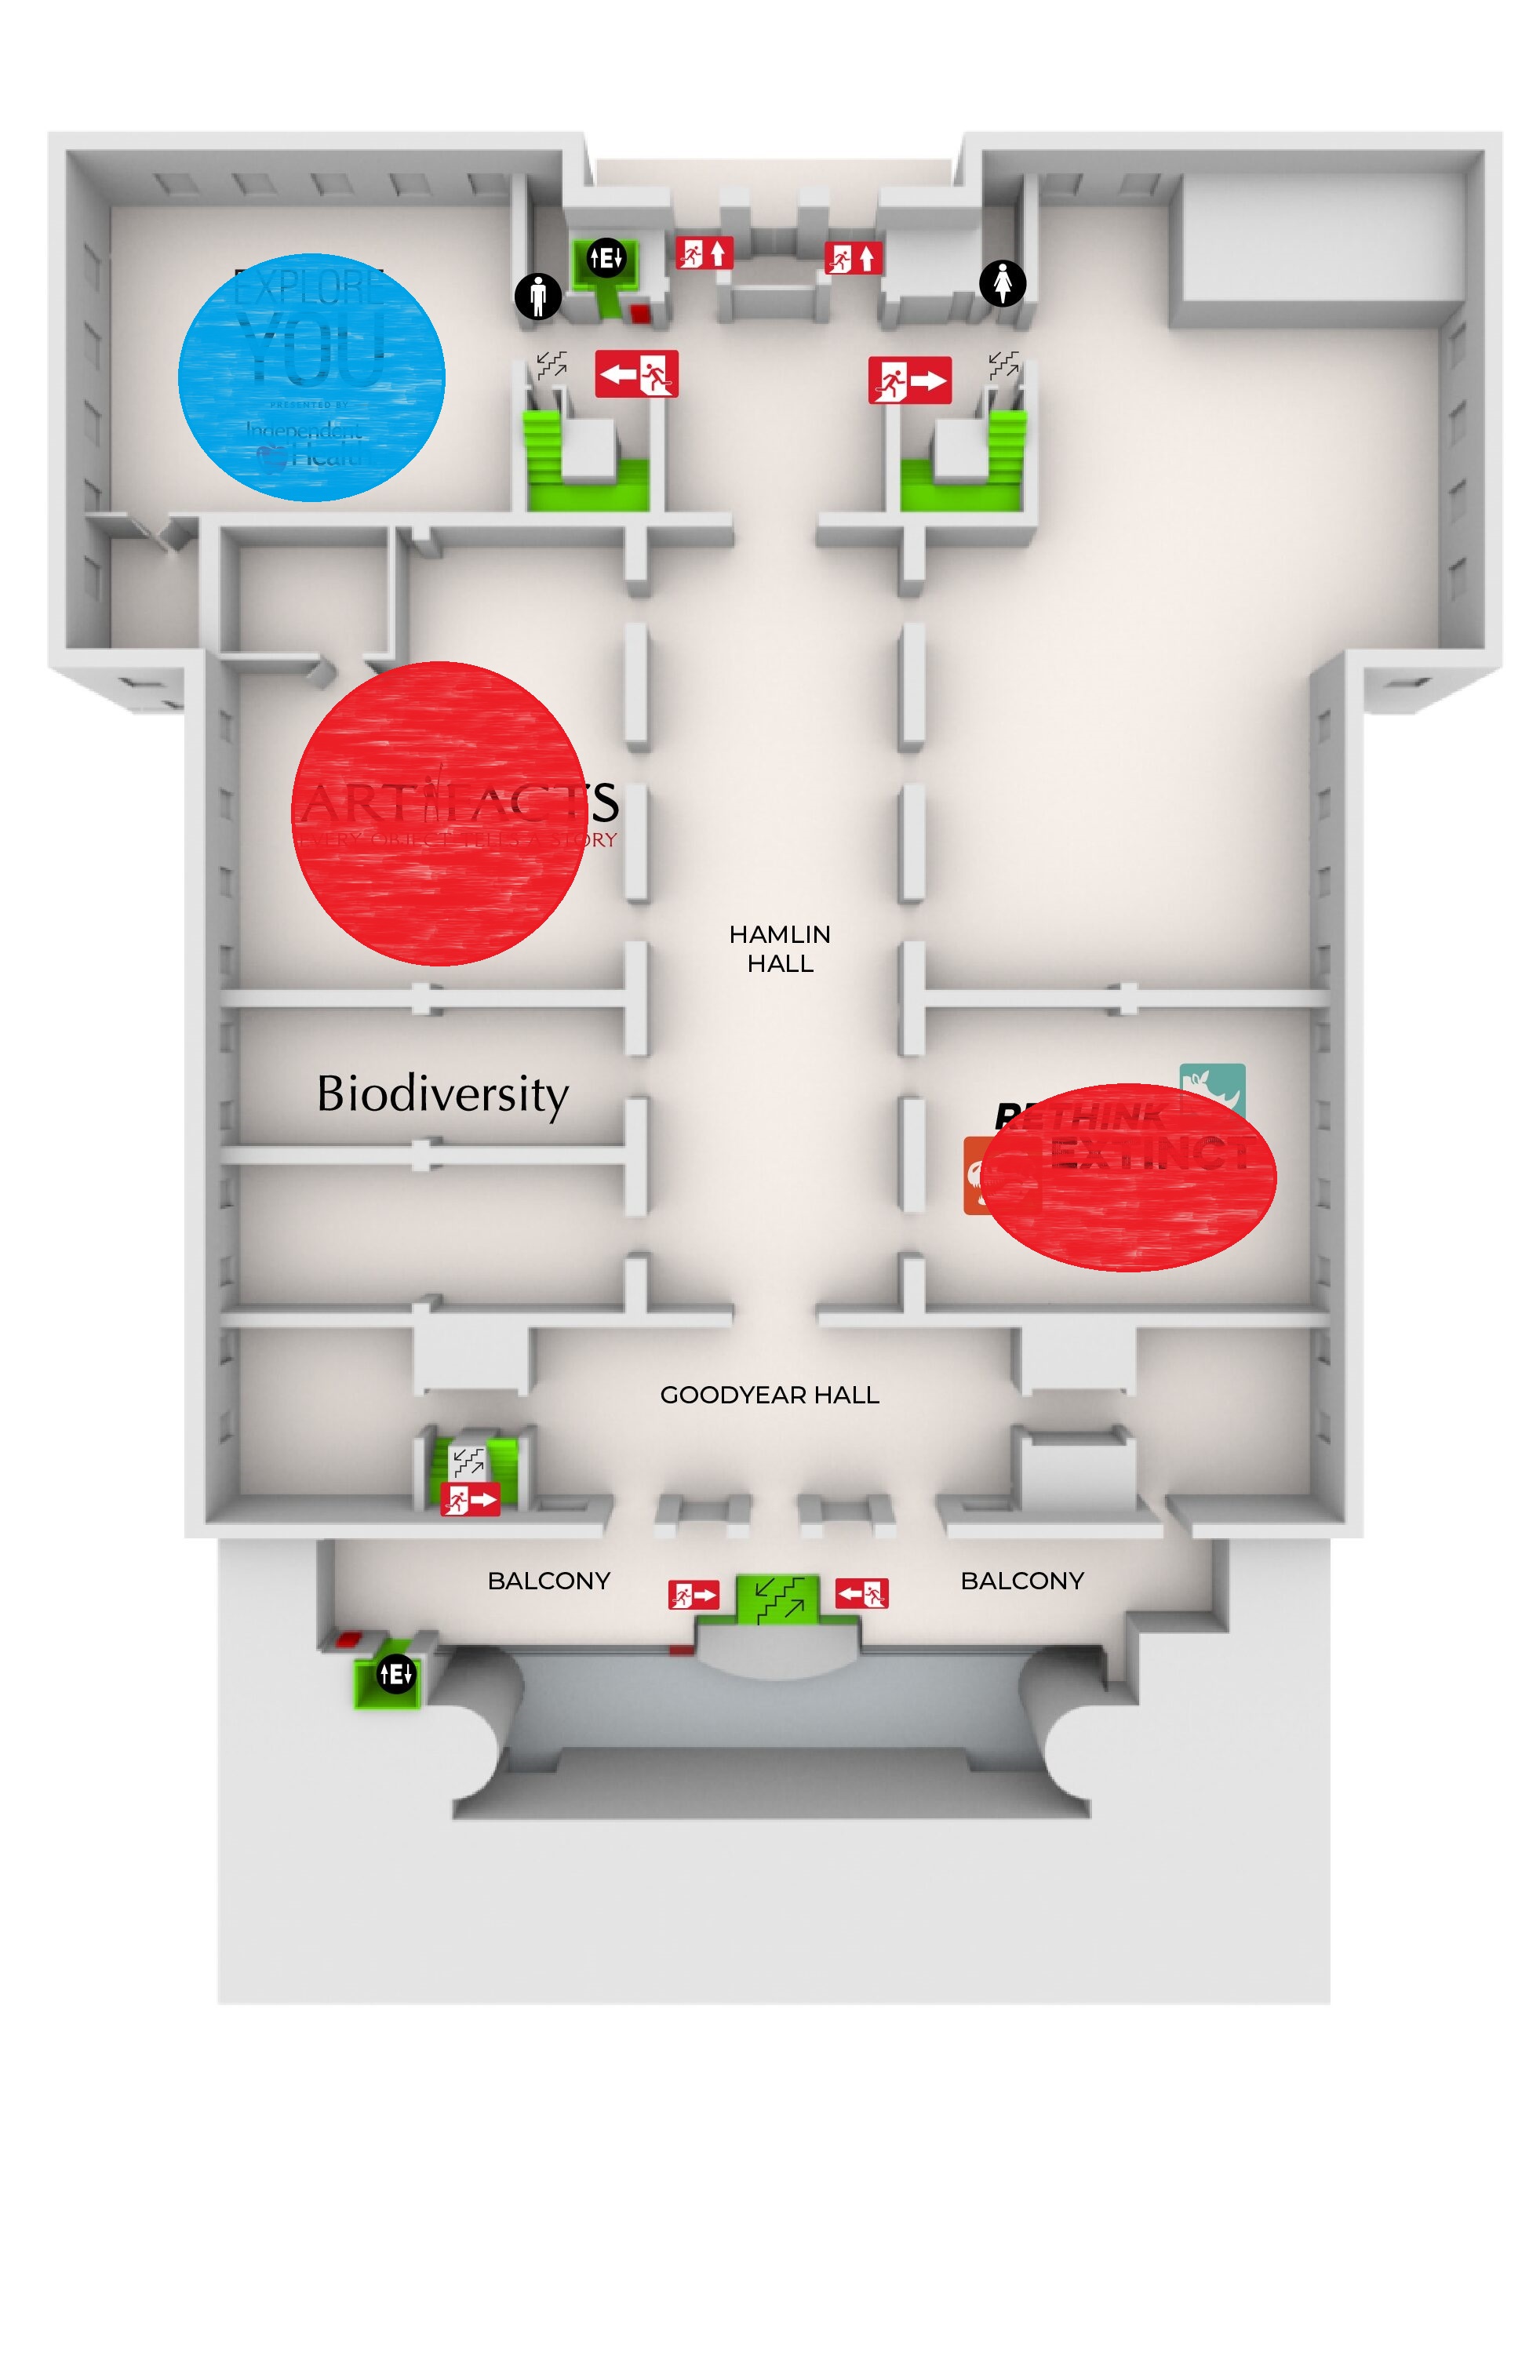 EXPLORE
YOU
PRESENTED BY
Independent
Health
↑E↓
ARTIFACTS
EVERY OBJECT TELLS A STORY
HAMLIN
HALL
Biodiversity
RETHINK
EXTINCT
GOODYEAR HALL
BALCONY
BALCONY
↑E↓